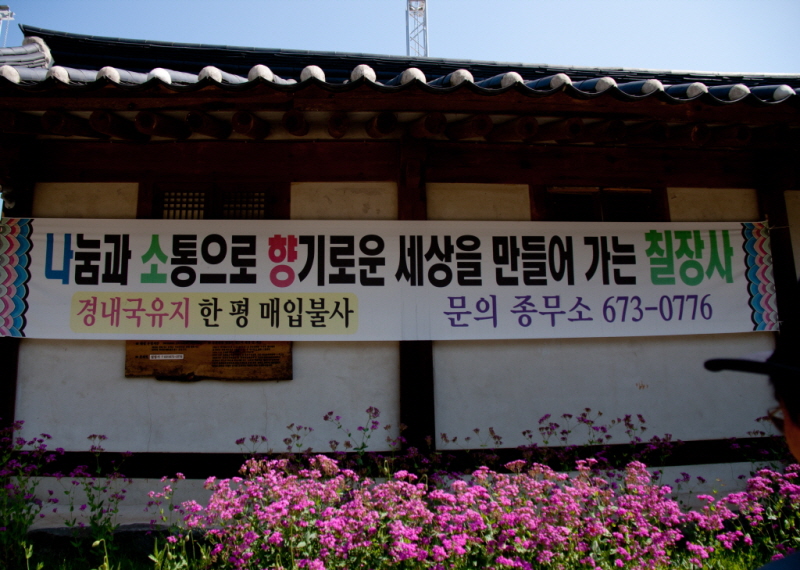 나눔과 소통으로 향기로운 세상을 만들어 가는 칠장사
경내국유지 한 평 매입불사 문의 종무소 673-0776